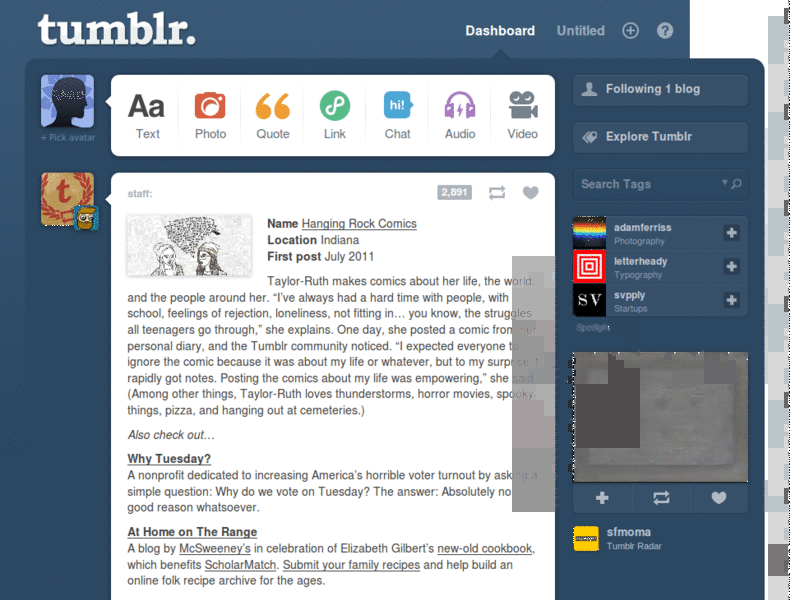 tumblr.
Dashboard
Untitled
+ Pick avatar
Aa
Text
Photo
Quote
Link
hi!
Chat
Audio
Video
Following 1 blog
Explore Tumblr
Search Tags
staff:
2,891
Name Hanging Rock Comics
Location Indiana
First post July 2011
Taylor-Ruth makes comics about her life, the world
and the people around her. “I’ve always had a hard time with people, with
school, feelings of rejection, loneliness, not fitting in… you know, the struggles
all teenagers go through,” she explains. One day, she posted a comic from her
personal diary, and the Tumblr community noticed. “I expected everyone to
ignore the comic because it was about my life or whatever, but to my surprise it
rapidly got notes. Posting the comics about my life was empowering,” she said.
(Among other things, Taylor-Ruth loves thunderstorms, horror movies, spooky
things, pizza, and hanging out at cemeteries.)
Also check out…
Why Tuesday?
A nonprofit dedicated to increasing America’s horrible voter turnout by asking a
simple question: Why do we vote on Tuesday? The answer: Absolutely no
good reason whatsoever.
At Home on The Range
A blog by McSweeney’s in celebration of Elizabeth Gilbert’s new-old cookbook,
which benefits ScholarMatch. Submit your family recipes and help build an
online folk recipe archive for the ages.
adamferriss
Photography
letterheady
Typography
SV
svpply
Startups
Spotlight
sfmoma
Tumblr Radar